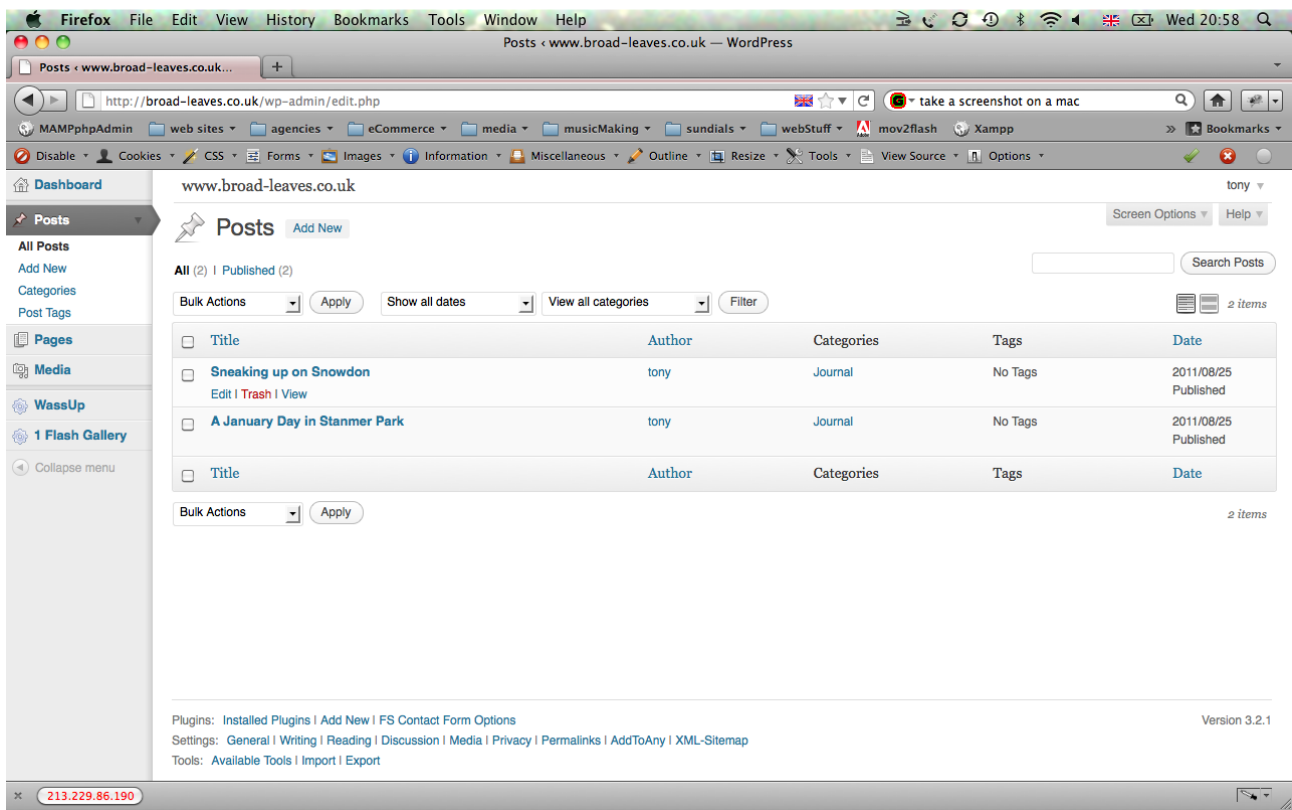 Firefox File Edit View History Bookmarks Tools Window Help Wed 20:58
Posts ‹ www.broad-leaves.co.uk — WordPress
Posts ‹ www.broad-leaves.co.uk... +
http://broad-leaves.co.uk/wp-admin/edit.php take a screenshot on a mac
MAMPphpAdmin web sites agencies eCommerce media musicMaking sundials webStuff mov2flash Xampp » Bookmarks
Disable Cookies CSS Forms Images Information Miscellaneous Outline Resize Tools View Source Options
Dashboard
Posts
All Posts
Add New
Categories
Post Tags
Pages
Media
WassUp
1 Flash Gallery
Collapse menu
www.broad-leaves.co.uk tony
Screen Options Help
Posts Add New
All (2) | Published (2) Search Posts
Bulk Actions Apply Show all dates View all categories Filter 2 items
Title Author Categories Tags Date
Sneaking up on Snowdon tony Journal No Tags 2011/08/25
Edit | Trash | View Published
A January Day in Stanmer Park tony Journal No Tags 2011/08/25
Published
Title Author Categories Tags Date
Bulk Actions Apply 2 items
Plugins: Installed Plugins | Add New | FS Contact Form Options Version 3.2.1
Settings: General | Writing | Reading | Discussion | Media | Privacy | Permalinks | AddToAny | XML-Sitemap
Tools: Available Tools | Import | Export
× 213.229.86.190